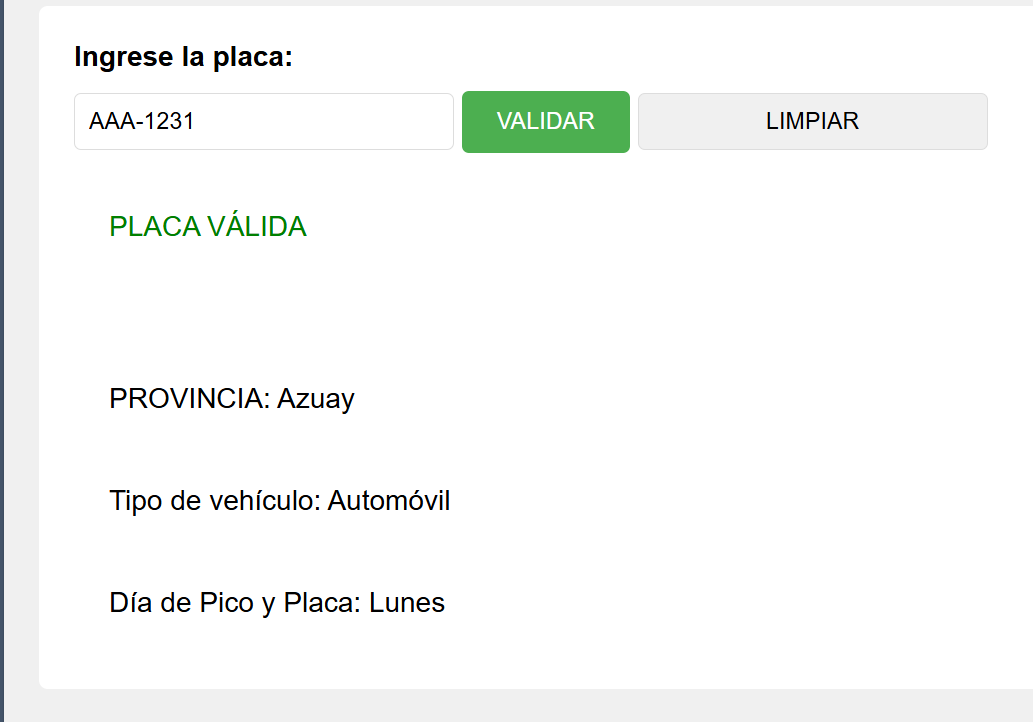 Ingrese la placa:
AAA-1231
VALIDAR
LIMPIAR
PLACA VÁLIDA
PROVINCIA: Azuay
Tipo de vehículo: Automóvil
Día de Pico y Placa: Lunes